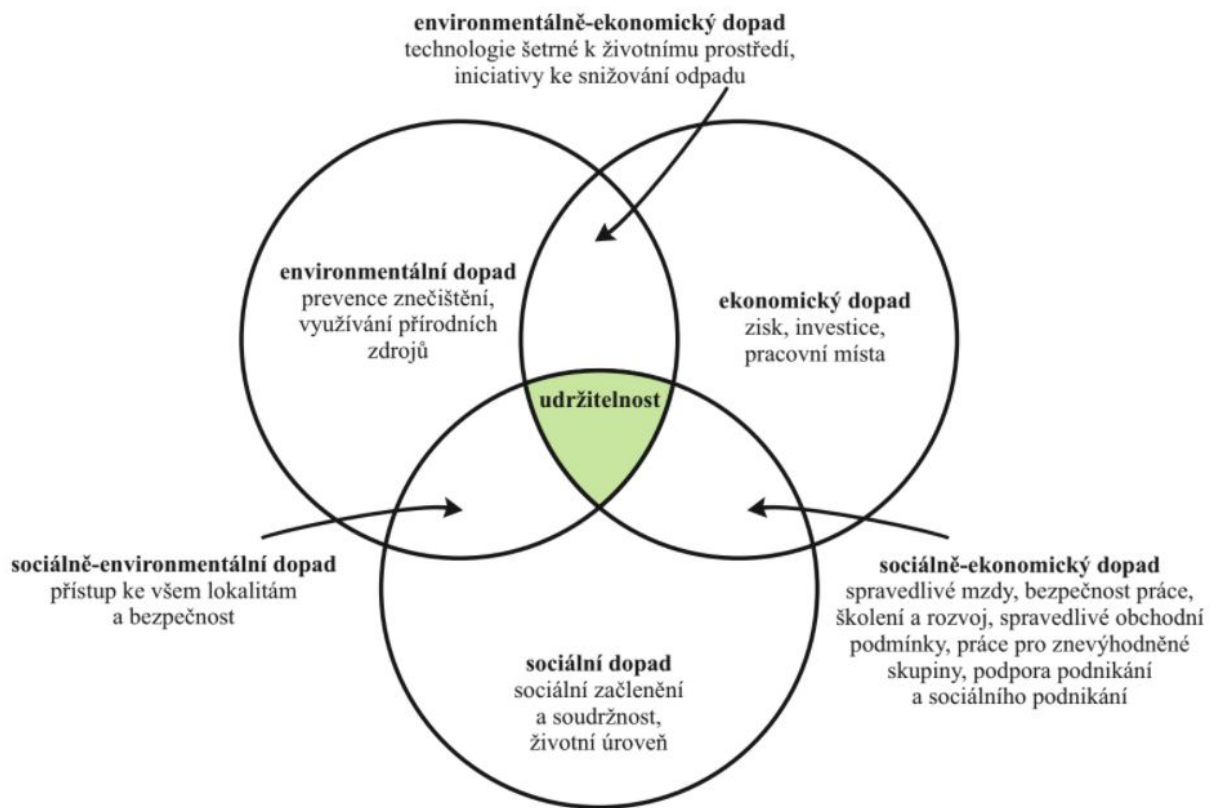 environmentálně-ekonomický dopad
technologie šetrné k životnímu prostředí,
iniciativy ke snižování odpadu
environmentální dopad
prevence znečištění,
využívání přírodních
zdrojů
ekonomický dopad
zisk, investice,
pracovní místa
udržitelnost
sociálně-environmentální dopad
přístup ke všem lokalitám
a bezpečnost
sociálně-ekonomický dopad
spravedlivé mzdy, bezpečnost práce,
školení a rozvoj, spravedlivé obchodní
podmínky, práce pro znevýhodněné
skupiny, podpora podnikání
a sociálního podnikání
sociální dopad
sociální začlenění
a soudržnost,
životní úroveň